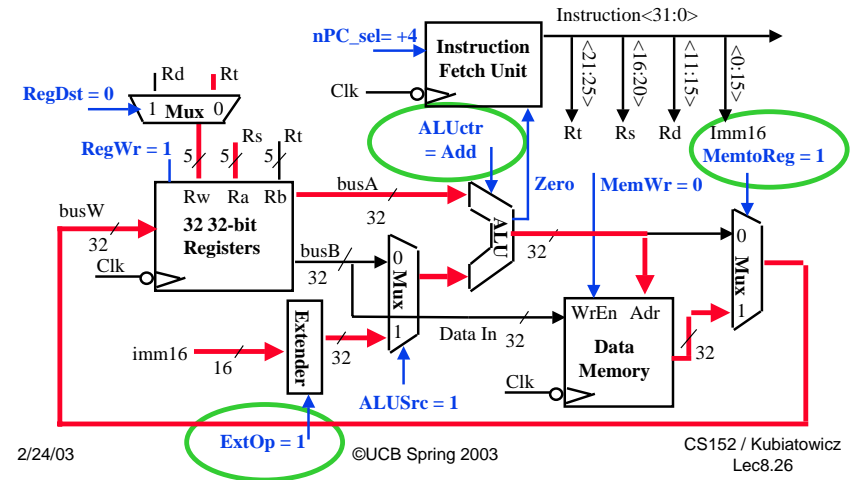 Instruction<31:0>
nPC_sel= +4
Instruction
Fetch Unit
Rd
Rt
<21:25>
<16:20>
<11:15>
<0:15>
RegDst = 0
1 Mux 0
Clk
ALUctr
= Add
Rt
Rs
Rd
Imm16
Rs
Rt
RegWr = 1
5
5
5
MemtoReg = 1
busA
Zero
MemWr = 0
Rw
Ra
Rb
busW
32
32
32 32-bit
Registers
busB
32
0
Mux
1
ALU
32
0
Mux
1
Clk
WrEn
Adr
Extender
Data In
32
Data
Memory
32
imm16
16
32
Clk
ALUSrc = 1
ExtOp = 1
2/24/03
©UCB Spring 2003
CS152 / Kubiatowicz
Lec8.26